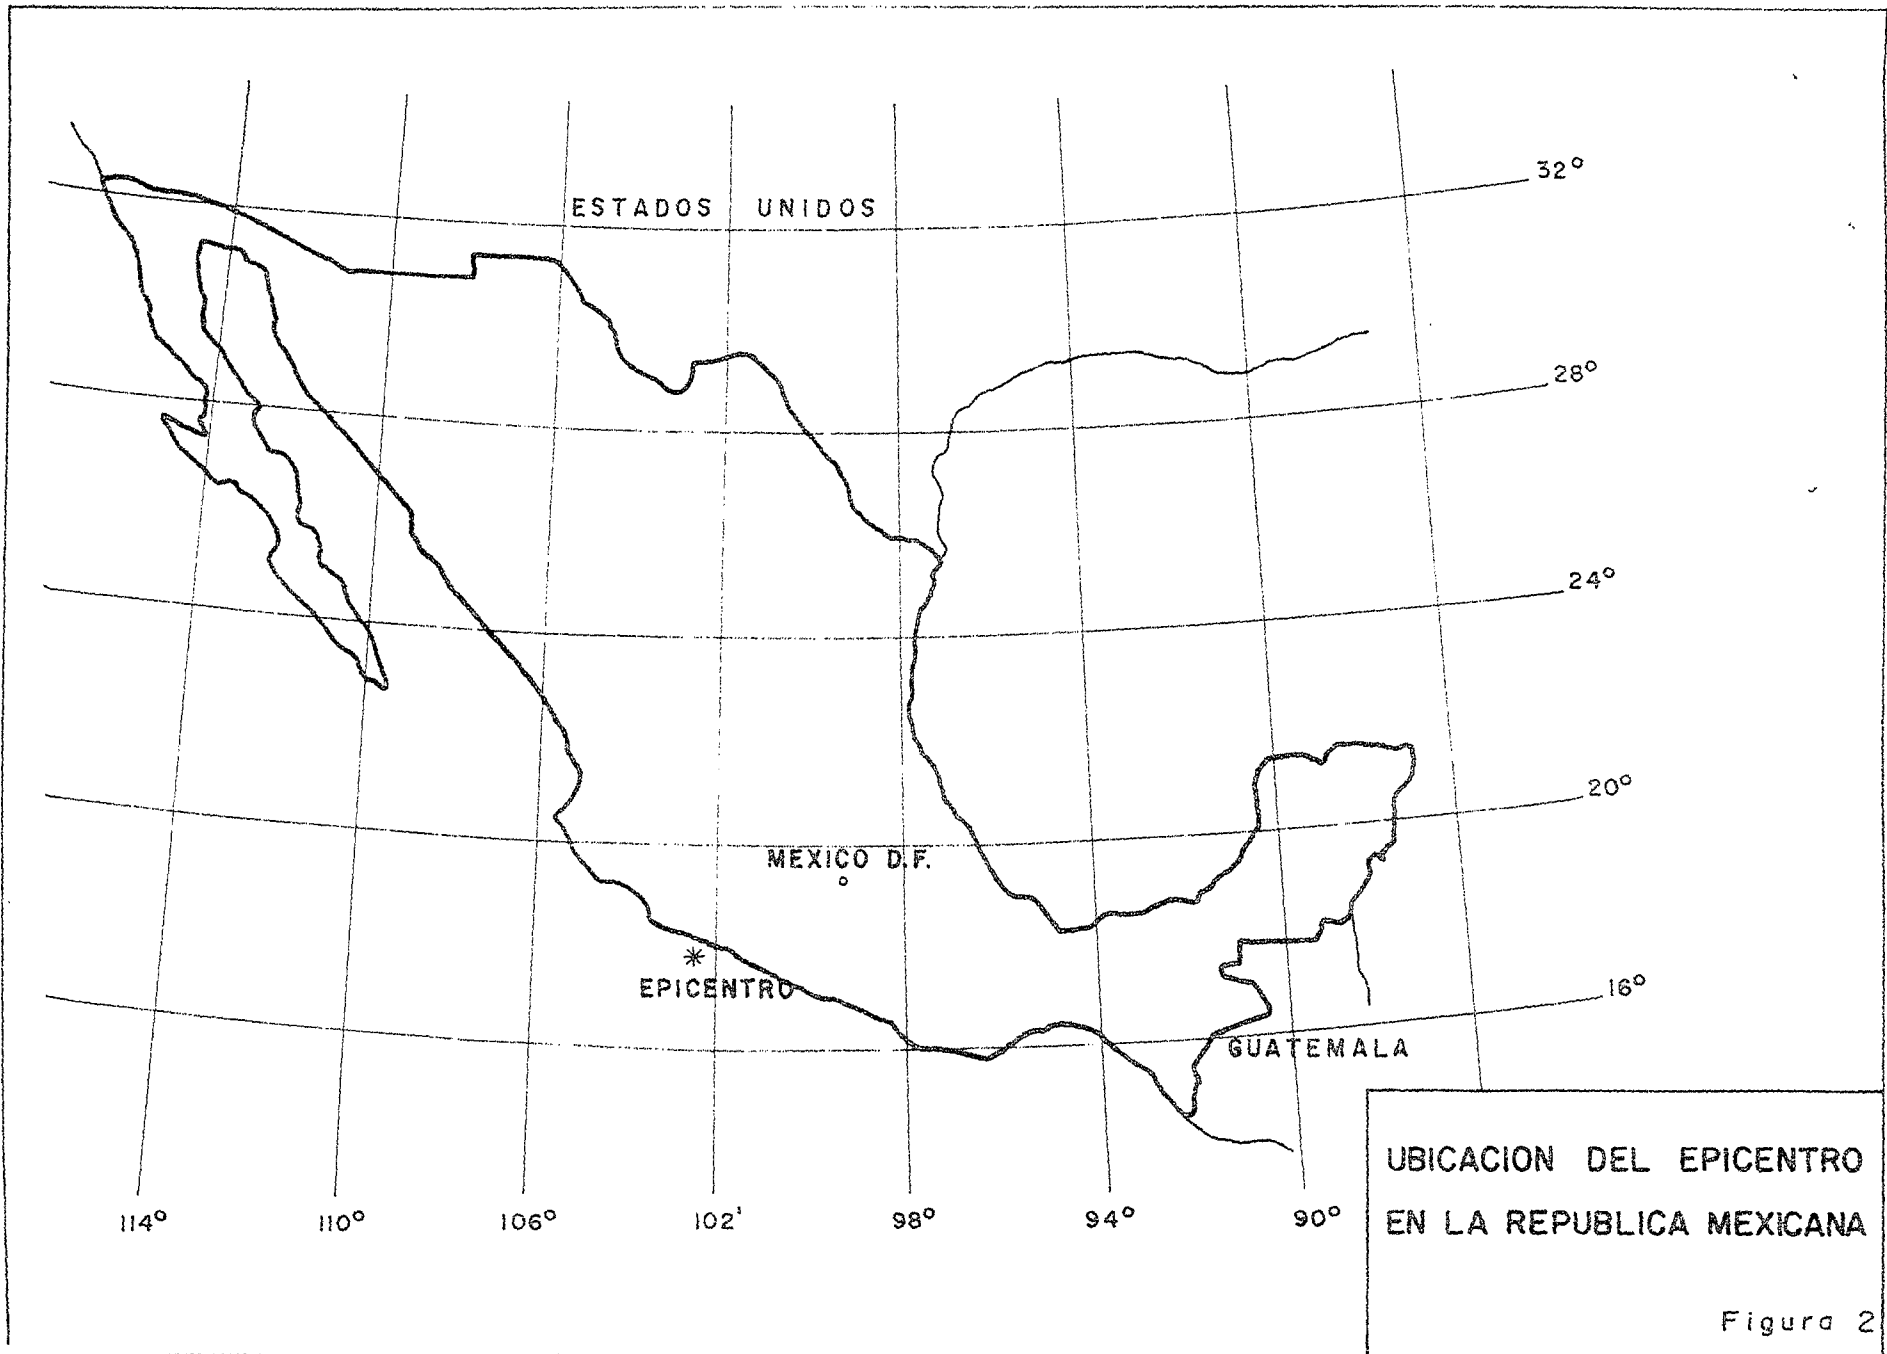 32°
ESTADOS UNIDOS
28°
24°
20°
MEXICO D.F.
EPICENTRO
16°
GUATEMALA
114° 110° 106° 102' 98° 94° 90°
UBICACION DEL EPICENTRO
EN LA REPUBLICA MEXICANA
Figura 2